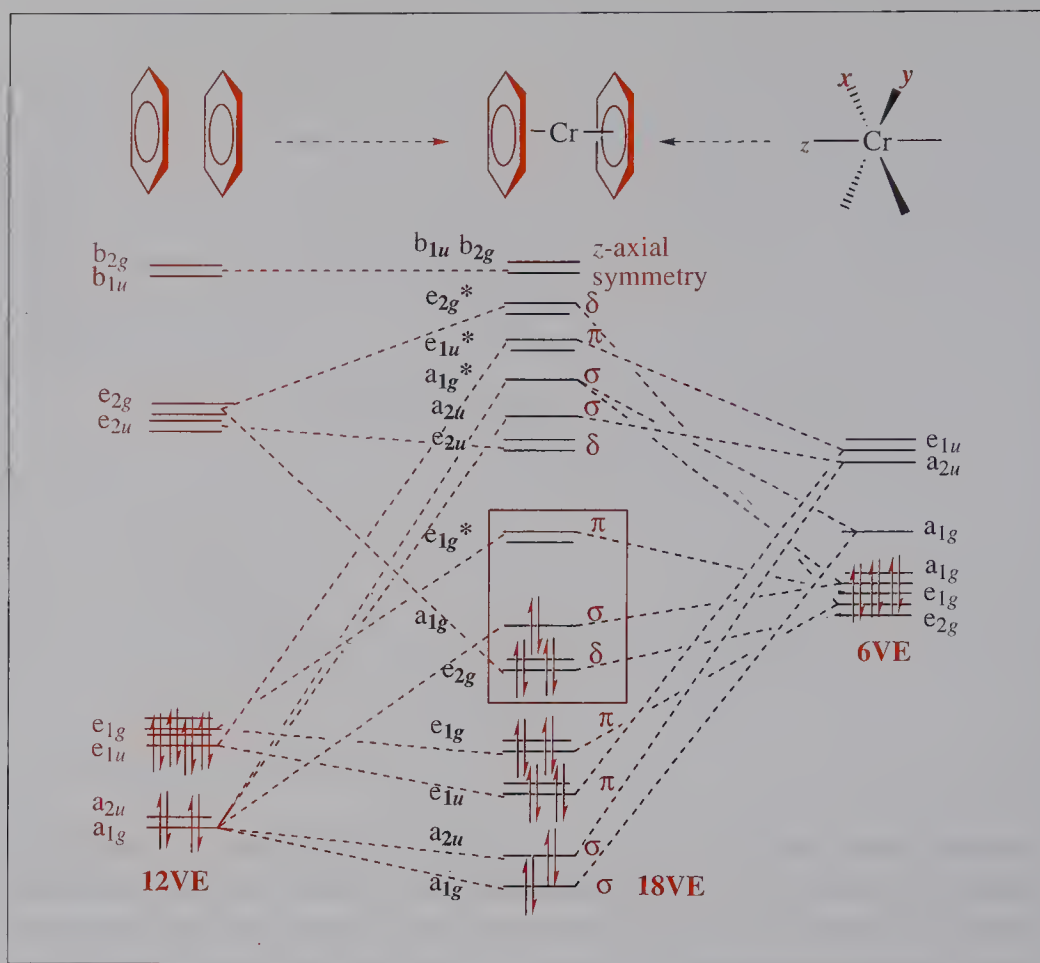 x y
Cr z Cr
b2g b1u b2g z-axial
b1u symmetry
e2g* δ
e1u* π
a1g* σ
e2g a2u σ e1u
e2u e2u δ a2u
e1g* π a1g
a1g
a1g σ e1g
e2g δ e2g
6VE
e1g e1g π
e1u e1u π
a2u a2u σ
a1g
12VE a1g σ 18VE